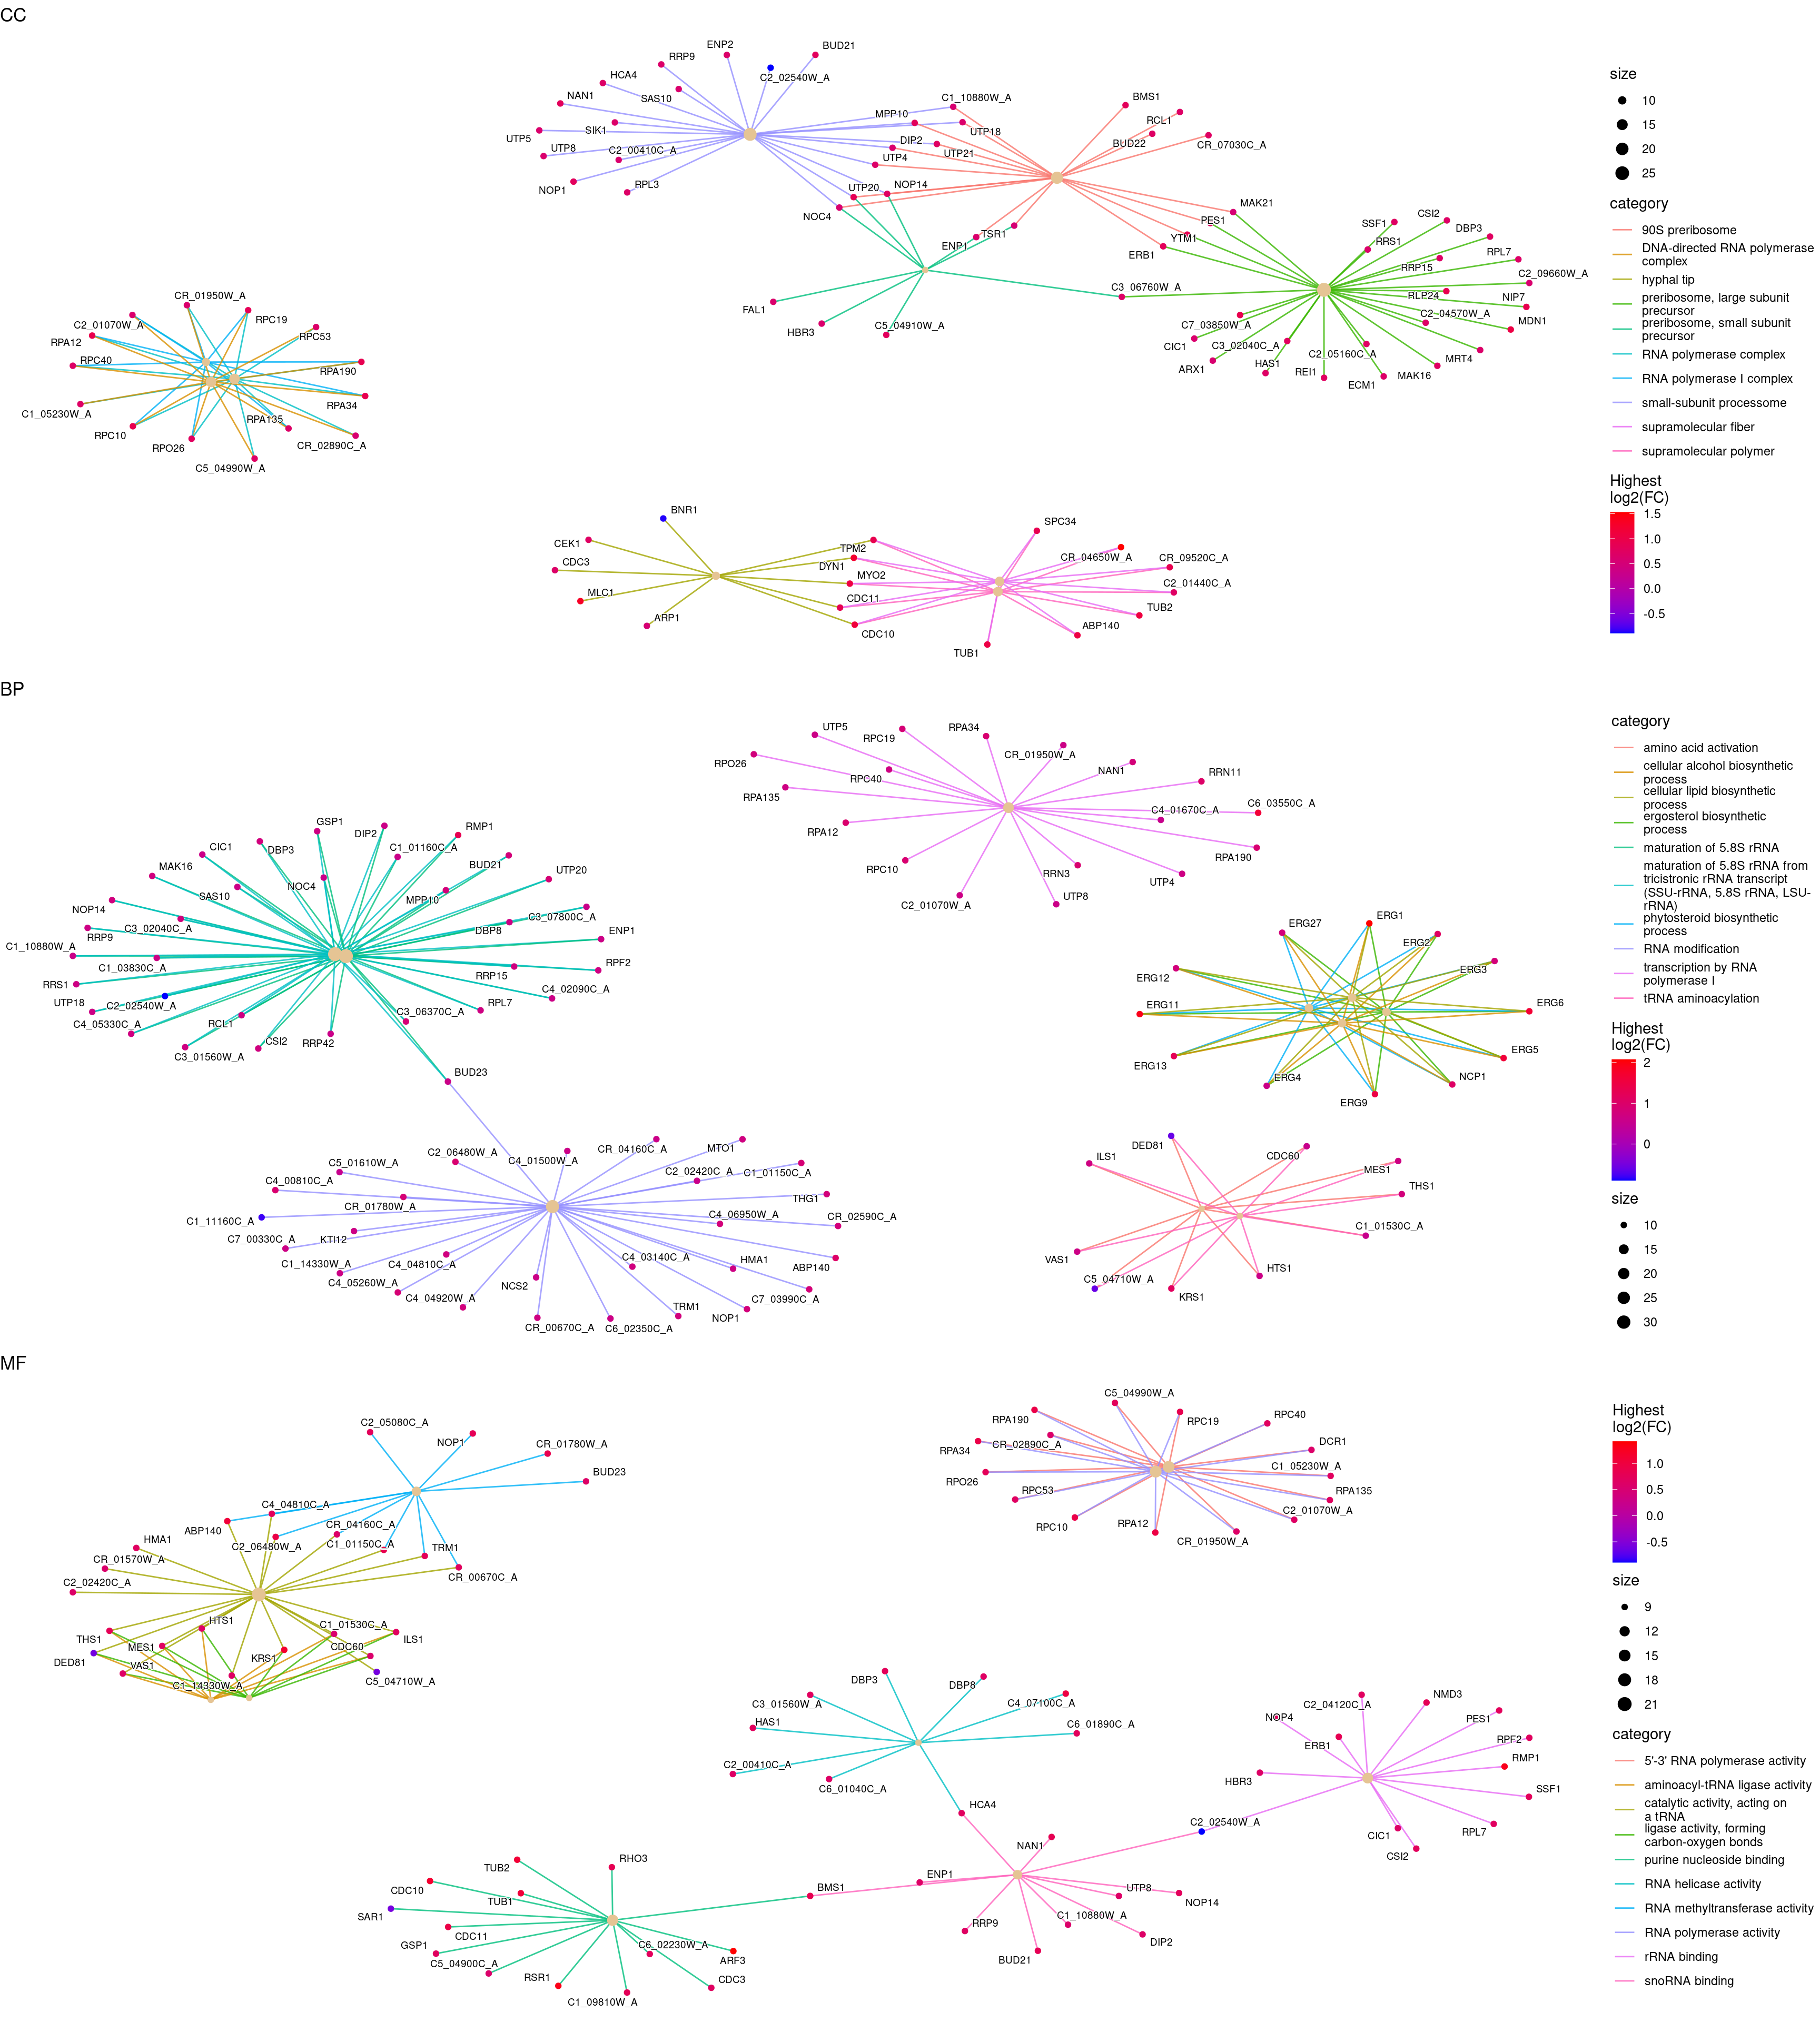 CC
ENP2
BUD21
RRP9
C2_02540W_A
HCA4
SAS10
NAN1
C1_10880W_A
BMS1
MPP10
RCL1
UTP5
SIK1
UTP18
BUD22
DIP2
CR_07030C_A
UTP8
C2_00410C_A
UTP21
UTP4
NOP1
RPL3
UTP20
NOP14
NOC4
MAK21
PES1
SSF1
CSI2
DBP3
TSR1
YTM1
RRS1
ENP1
ERB1
RPL7
RRP15
C2_09660W_A
C3_06760W_A
CR_01950W_A
RLP24
NIP7
FAL1
C2_04570W_A
MDN1
C2_01070W_A
RPC19
HBR3
C5_04910W_A
C7_03850W_A
RPA12
RPC53
CIC1
C3_02040C_A
C2_05160C_A
MRT4
RPC40
RPA190
ARX1
HAS1
REI1
ECM1
MAK16
C1_05230W_A
RPA34
RPC10
RPA135
RPO26
CR_02890C_A
C5_04990W_A
BNR1
SPC34
CEK1
TPM2
CR_04650W_A
CR_09520C_A
CDC3
DYN1
MYO2
C2_01440C_A
MLC1
CDC11
TUB2
ARP1
CDC10
ABP140
TUB1
size
10
15
20
25
category
90S preribosome
DNA-directed RNA polymerase
complex
hyphal tip
preribosome, large subunit
precursor
preribosome, small subunit
precursor
RNA polymerase complex
RNA polymerase I complex
small-subunit processome
supramolecular fiber
supramolecular polymer
Highest
log2(FC)
1.5
1.0
0.5
0.0
-0.5
BP
UTP5
RPC19
RPA34
CR_01950W_A
RPO26
RPC40
NAN1
RRN11
RPA135
C4_01670C_A
C6_03550C_A
RPA12
RPA190
RPC10
RRN3
UTP4
C2_01070W_A
UTP8
GSP1
DIP2
RMP1
CIC1
DBP3
C1_01160C_A
MAK16
BUD21
UTP20
SAS10
NOC4
MPP10
NOP14
C3_07800C_A
RRP9
C3_02040C_A
DBP8
ENP1
C1_10880W_A
C1_03830C_A
RRP15
RPF2
RRS1
C4_02090C_A
UTP18
C2_02540W_A
RPL7
C4_05330C_A
RCL1
C3_06370C_A
C3_01560W_A
CSI2
RRP42
BUD23
ERG27
ERG1
ERG2
ERG12
ERG3
ERG11
ERG6
ERG13
ERG5
ERG4
NCP1
ERG9
C2_06480W_A
C4_01500W_A
CR_04160C_A
MTO1
C5_01610W_A
C2_02420C_A
C1_01150C_A
C4_00810C_A
CR_01780W_A
THG1
C1_11160C_A
C4_06950W_A
CR_02590C_A
C7_00330C_A
KTI12
C1_14330W_A
C4_04810C_A
C4_03140C_A
HMA1
ABP140
C4_05260W_A
NCS2
C4_04920W_A
C7_03990C_A
TRM1
NOP1
CR_00670C_A
C6_02350C_A
DED81
ILS1
CDC60
MES1
THS1
C1_01530C_A
VAS1
C5_04710W_A
HTS1
KRS1
category
amino acid activation
cellular alcohol biosynthetic
process
cellular lipid biosynthetic
process
ergosterol biosynthetic
process
maturation of 5.8S rRNA
maturation of 5.8S rRNA from
tricistronic rRNA transcript
(SSU-rRNA, 5.8S rRNA, LSU-
rRNA)
phytosteroid biosynthetic
process
RNA modification
transcription by RNA
polymerase I
tRNA aminoacylation
Highest
log2(FC)
2
1
0
size
10
15
20
25
30
MF
C2_05080C_A
NOP1
CR_01780W_A
BUD23
C4_04810C_A
ABP140
CR_04160C_A
HMA1
C2_06480W_A
C1_01150C_A
TRM1
CR_01570W_A
C2_02420C_A
CR_00670C_A
HTS1
C1_01530C_A
THS1
MES1
ILS1
DED81
VAS1
KRS1
CDC60
C1_14330W_A
C5_04710W_A
C5_04990W_A
RPA190
RPC19
RPC40
RPA34
CR_02890C_A
DCR1
RPO26
C1_05230W_A
RPC53
RPA135
RPC10
RPA12
C2_01070W_A
CR_01950W_A
DBP3
DBP8
C3_01560W_A
C4_07100C_A
HAS1
C6_01890C_A
C2_00410C_A
C6_01040C_A
HCA4
C2_04120C_A
NMD3
NOP4
PES1
ERB1
RPF2
RMP1
HBR3
SSF1
C2_02540W_A
CIC1
RPL7
CSI2
NAN1
TUB2
RHO3
ENP1
CDC10
TUB1
BMS1
UTP8
NOP14
SAR1
CDC11
C1_10880W_A
RRP9
DIP2
GSP1
C6_02230W_A
BUD21
C5_04900C_A
ARF3
RSR1
CDC3
C1_09810W_A
Highest
log2(FC)
1.0
0.5
0.0
-0.5
size
9
12
15
18
21
category
5'-3' RNA polymerase activity
aminoacyl-tRNA ligase activity
catalytic activity, acting on
a tRNA
ligase activity, forming
carbon-oxygen bonds
purine nucleoside binding
RNA helicase activity
RNA methyltransferase activity
RNA polymerase activity
rRNA binding
snoRNA binding